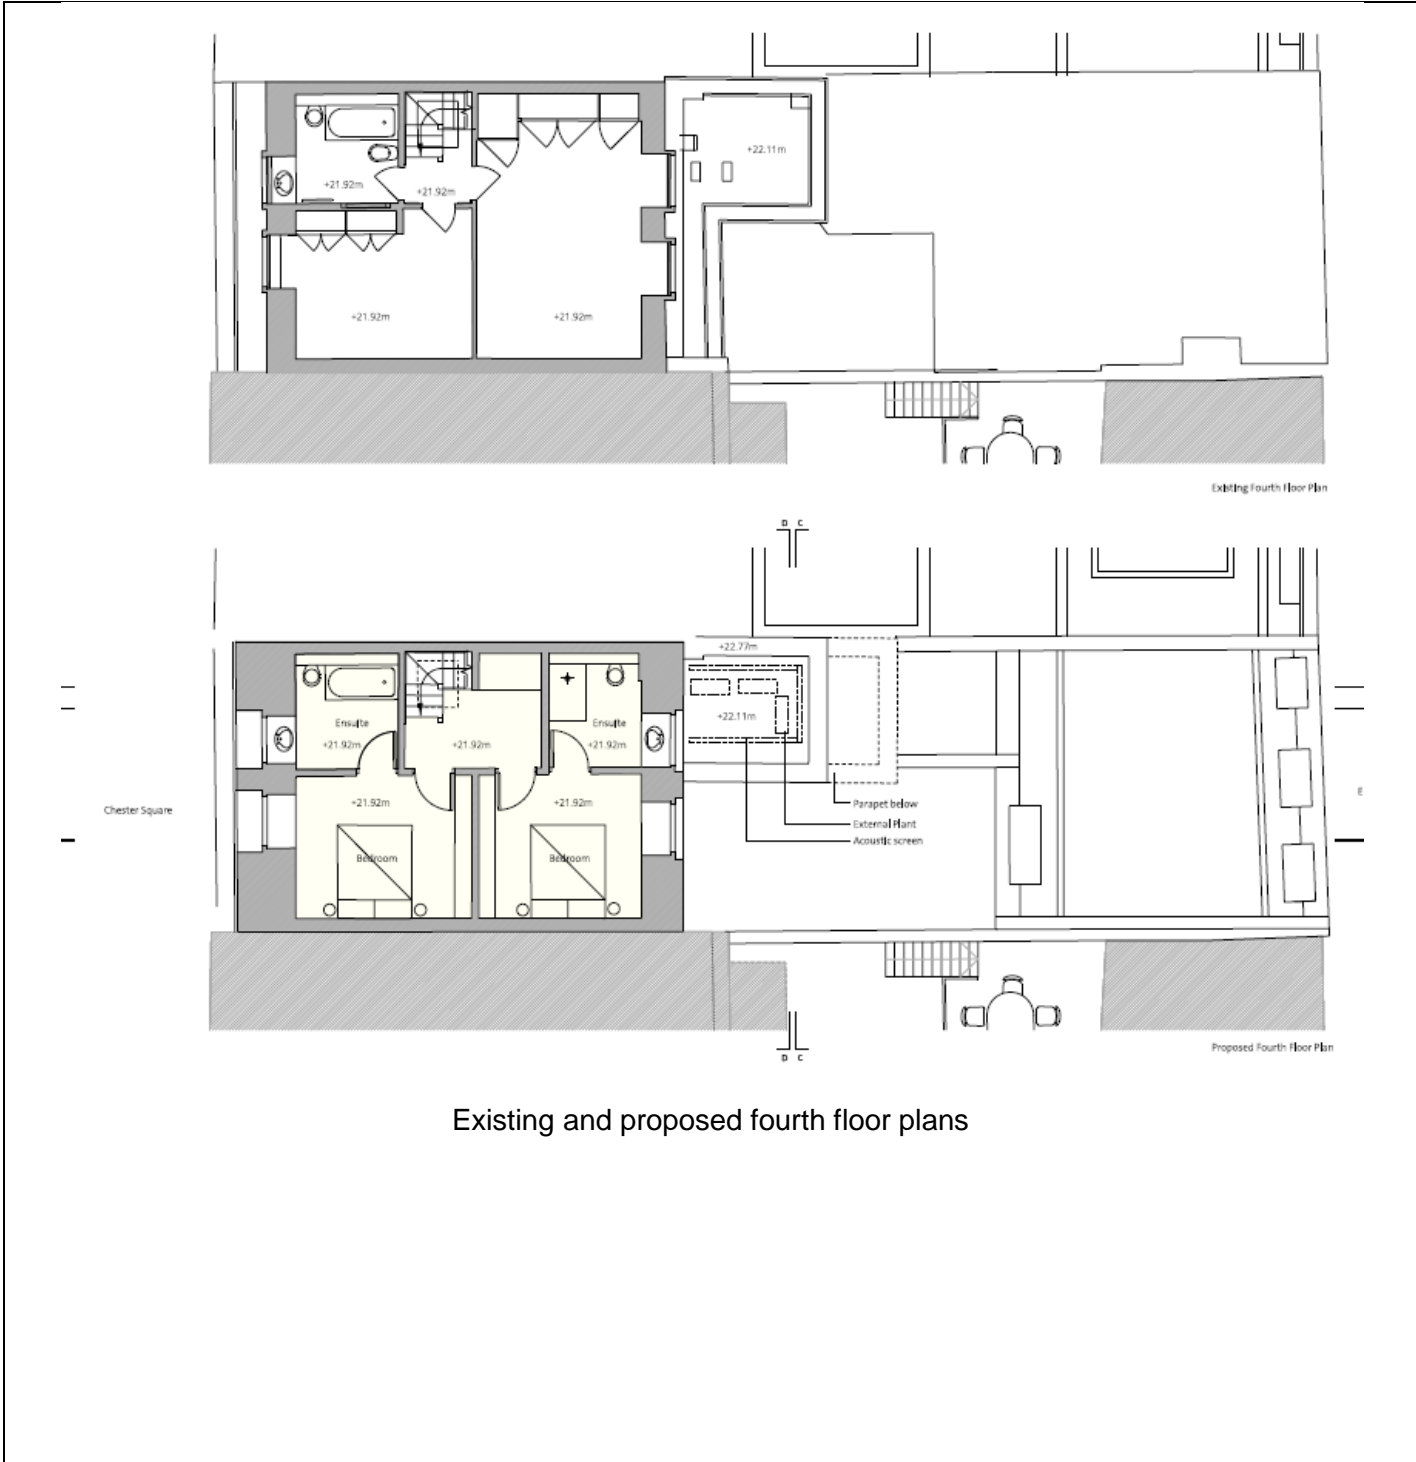 +22.11m
+21.92m
+21.92m
+21.92m
+21.92m
Existing Fourth Floor Plan
D C
+22.77m
+22.11m
Ensuite
+21.92m
+21.92m
Ensuite
+21.92m
+21.92m
+21.92m
Chester Square
Parapet below
External Plant
Acoustic screen
Bedroom
Bedroom
D C
Proposed Fourth Floor Plan
Existing and proposed fourth floor plans